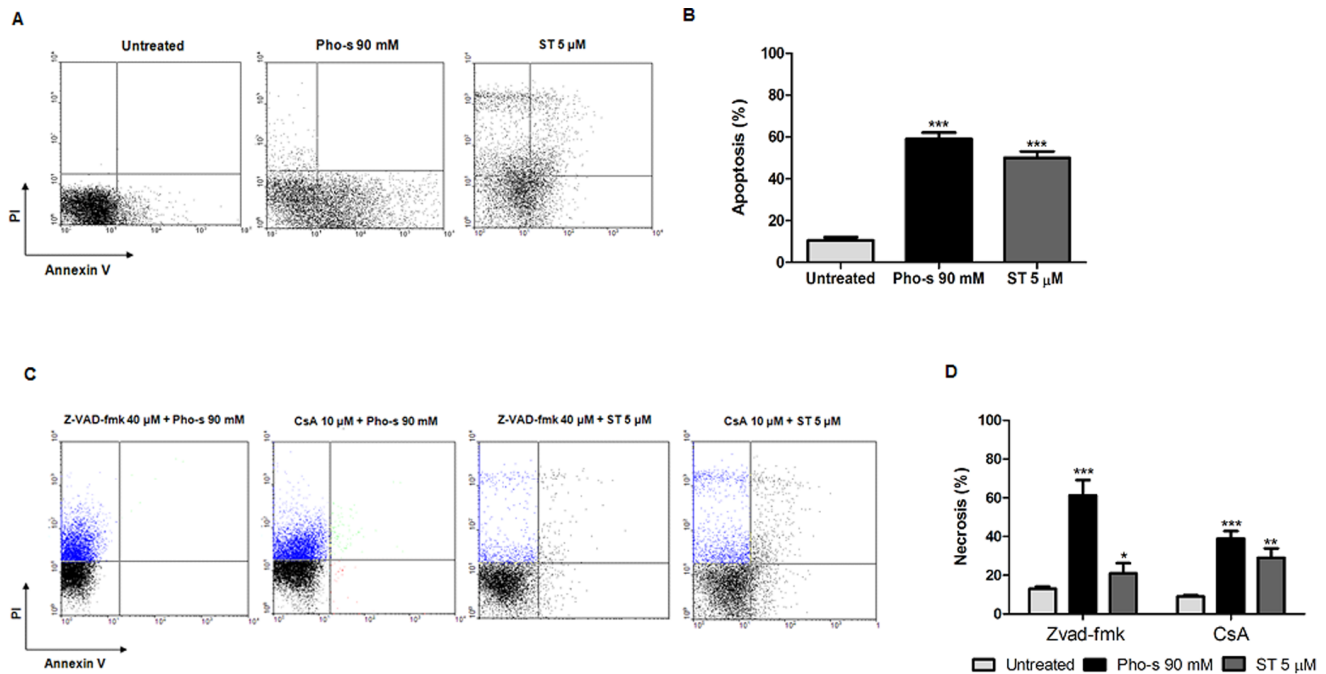 A
Untreated
Pho-s 90 mM
ST 5 µM
PI
Annexin V
B
Apoptosis (%)
100
80
60
40
20
0
***
***
Untreated
Pho-s 90 mM
ST 5 µM
C
Z-VAD-fmk 40 µM + Pho-s 90 mM
CsA 10 µM + Pho-s 90 mM
Z-VAD-fmk 40 µM + ST 5 µM
CsA 10 µM + ST 5 µM
PI
Annexin V
D
Necrosis (%)
100
80
60
40
20
0
***
*
***
**
Zvad-fmk
CsA
Untreated
Pho-s 90 mM
ST 5 µM